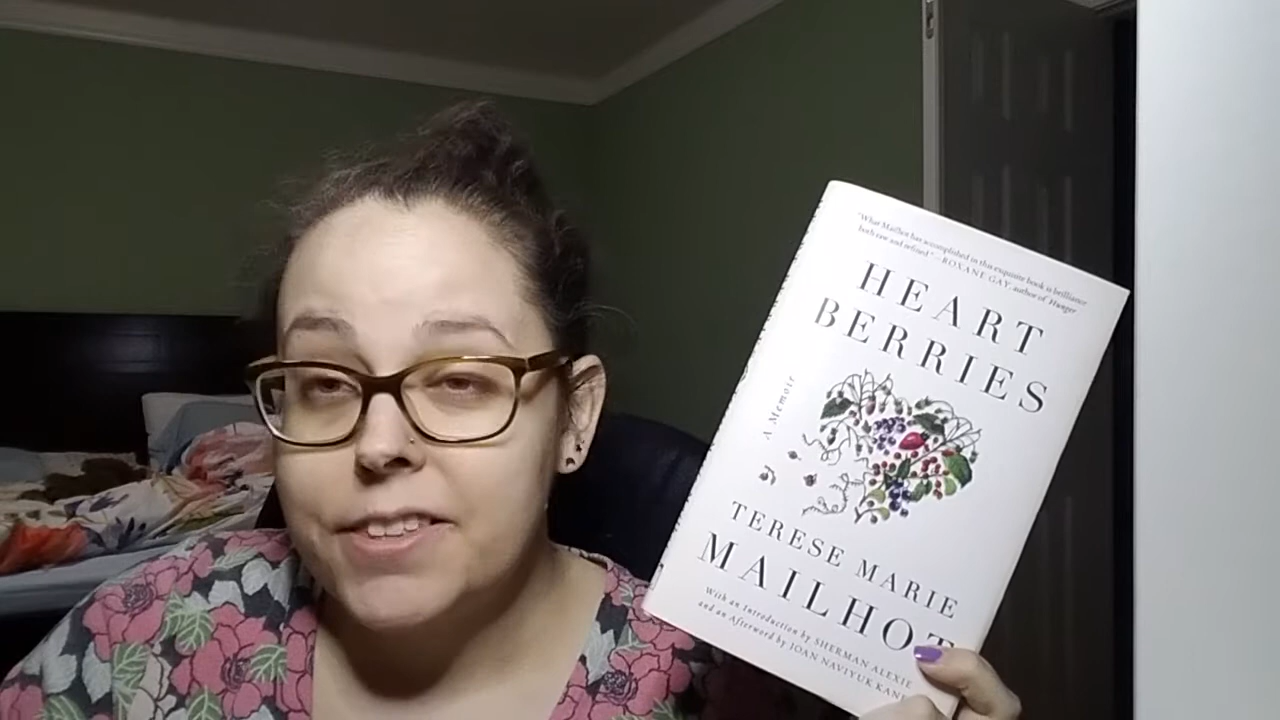 "What Mailhot has accomplished in this exquisite book is brilliance
both raw and refined." —ROXANE GAY, author of Hunger
HEART
BERRIES
A Memoir
TERESE MARIE
MAILHOT
With an Introduction by SHERMAN ALEXIE
and an Afterword by JOAN NAVIYUK KANE